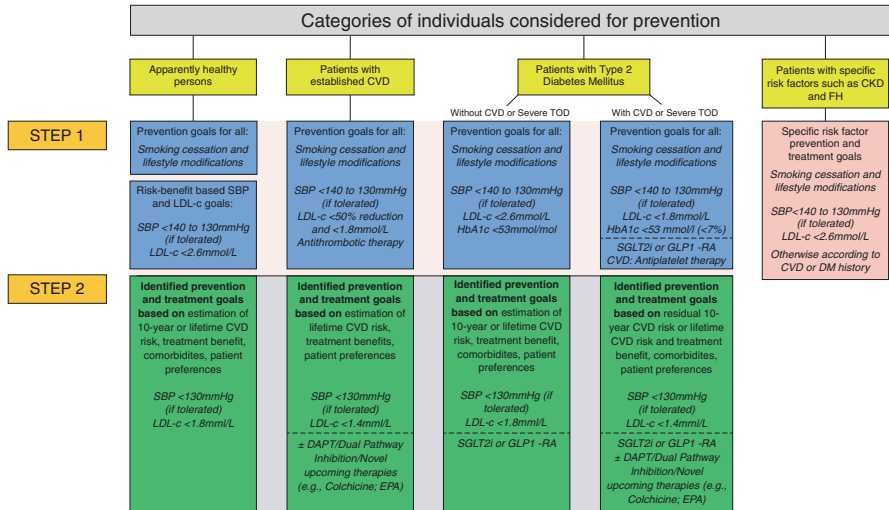 Categories of individuals considered for prevention
Apparently healthy
persons
Patients with
established CVD
Patients with Type 2
Diabetes Mellitus
Patients with specific
risk factors such as CKD
and FH
Without CVD or Severe TOD
With CVD or Severe TOD
STEP 1
Prevention goals for all:
Smoking cessation and
lifestyle modifications
Risk-benefit based SBP
and LDL-c goals:
SBP <140 to 130mmHg
(if tolerated)
LDL-c <2.6mmol/L
Prevention goals for all:
Smoking cessation and
lifestyle modifications
SBP <140 to 130mmHg
(if tolerated)
LDL-c <50% reduction
and <1.8mmol/L
Antithrombotic therapy
Prevention goals for all:
Smoking cessation and
lifestyle modifications
SBP <140 to 130mmHg
(if tolerated)
LDL-c <2.6mmol/L
HbA1c <53mmol/mol
Prevention goals for all:
Smoking cessation and
lifestyle modifications
SBP <140 to 130mmHg
(if tolerated)
LDL-c <1.8mmol/L
HbA1c <53 mmol/l (<7%)
SGLT2i or GLP1 -RA
CVD: Antiplatelet therapy
Specific risk factor
prevention and
treatment goals
Smoking cessation and
lifestyle modifications
SBP<140 to 130mmHg
(if tolerated)
LDL-c <2.6mmol/L
Otherwise according to
CVD or DM history
STEP 2
Identified prevention
and treatment goals
based on estimation of
10-year or lifetime CVD
risk, treatment benefit,
comorbidites, patient
preferences
SBP <130mmHg
(if tolerated)
LDL-c <1.8mml/L
Identified prevention
and treatment goals
based on estimation of
lifetime CVD risk,
treatment benefits,
patient preferences
SBP <130mmHg
(if tolerated)
LDL-c <1.4mml/L
± DAPT/Dual Pathway
Inhibition/Novel
upcoming therapies
(e.g., Colchicine; EPA)
Identified prevention
and treatment goals
based on estimation of
10-year or lifetime CVD
risk, treatment benefit,
comorbidites, patient
preferences
SBP <130mmHg (if
tolerated)
LDL-c <1.8mml/L
SGLT2i or GLP1 -RA
Identified prevention
and treatment goals
based on residual 10-
year CVD risk or lifetime
CVD risk and treatment
benefit, comorbidites,
patient preferences
SBP <130mmHg
(if tolerated)
LDL-c <1.4mml/L
SGLT2i or GLP1 -RA
± DAPT/Dual Pathway
Inhibition/Novel
upcoming therapies (e.g.,
Colchicine; EPA)